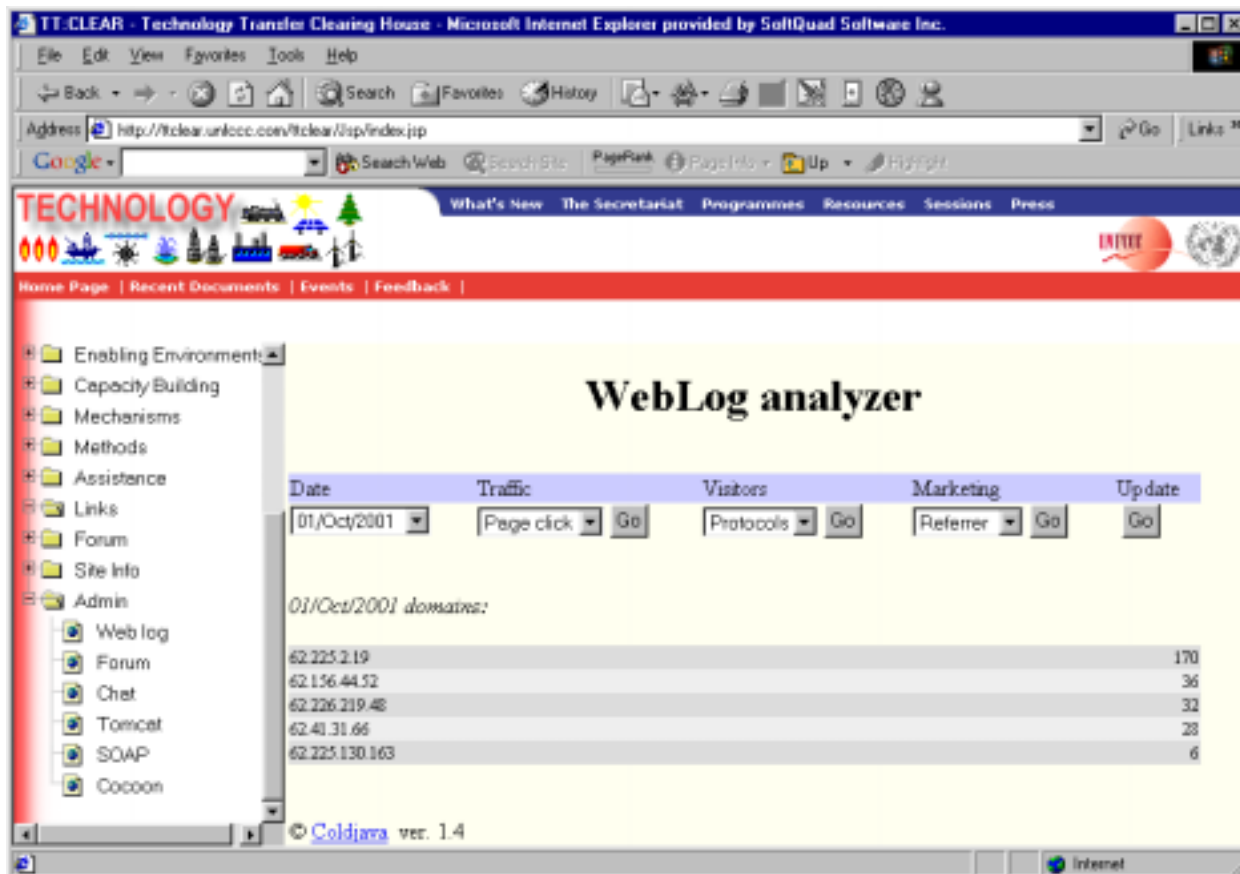 TT:CLEAR - Technology Transfer Clearing House - Microsoft Internet Explorer provided by SoftQuad Software Inc.
File Edit View Favorites Tools Help
Back Search Favorites History
Address http://ttclear.unfccc.com/ttclear/Jsp/index.jsp Go Links »
Google Search Web Search Site PageRank Page Info Up Highlight
TECHNOLOGY
What's New The Secretariat Programmes Resources Sessions Press
Home Page | Recent Documents | Events | Feedback |
Enabling Environments
Capacity Building
Mechanisms
Methods
Assistance
Links
Forum
Site Info
Admin
Web log
Forum
Chat
Tomcat
SOAP
Cocoon
WebLog analyzer
Date Traffic Visitors Marketing Update
01/Oct/2001 Page click Go Protocols Go Referrer Go Go
01/Oct/2001 domains:
62.225.2.19 170
62.156.44.52 36
62.226.219.48 32
62.41.31.66 28
62.225.130.163 6
© Coldjava ver. 1.4
Internet